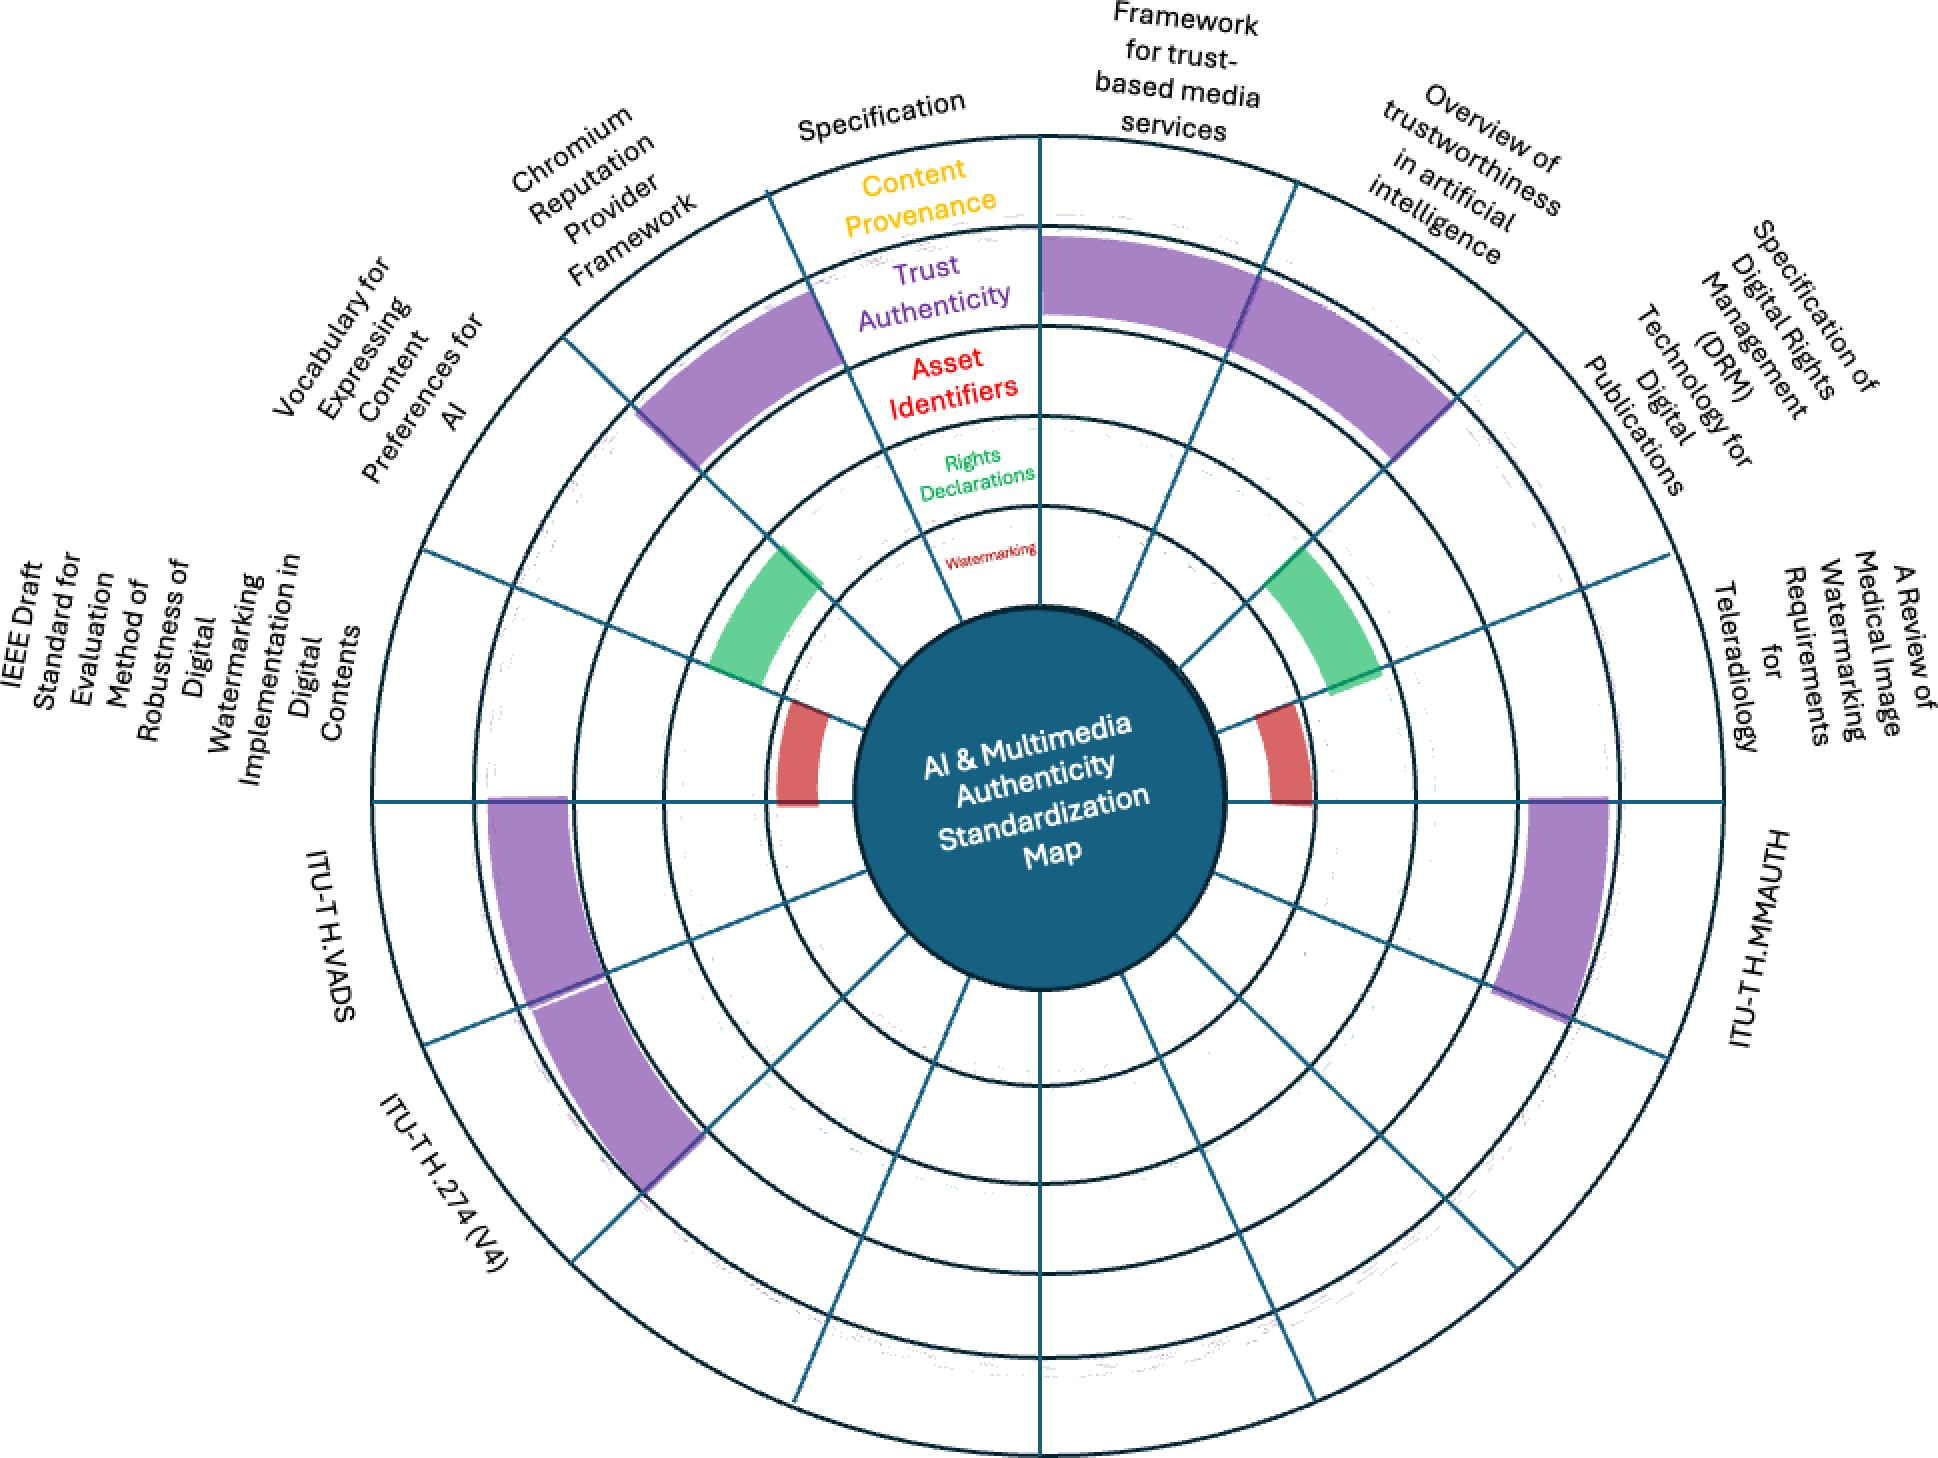 Framework
for trust-
based media
services
Overview of
trustworthiness
in artificial
intelligence
Specification of
Digital Rights
Management
(DRM)
Technology for
Digital
Publications
A Review of
Medical Image
Watermarking
Requirements
for
Teleradiology
ITU-T H.MMAUTH
ITU-T H.274 (V4)
ITU-T H.VADS
IEEE Draft
Standard for
Evaluation
Method of
Robustness of
Digital
Watermarking
Implementation in
Digital
Contents
Vocabulary for
Expressing
Content
Preferences for
AI
Chromium
Reputation
Provider
Framework
Specification
Content
Provenance
Trust
Authenticity
Asset
Identifiers
Rights
Declarations
Watermarking
AI & Multimedia
Authenticity
Standardization
Map